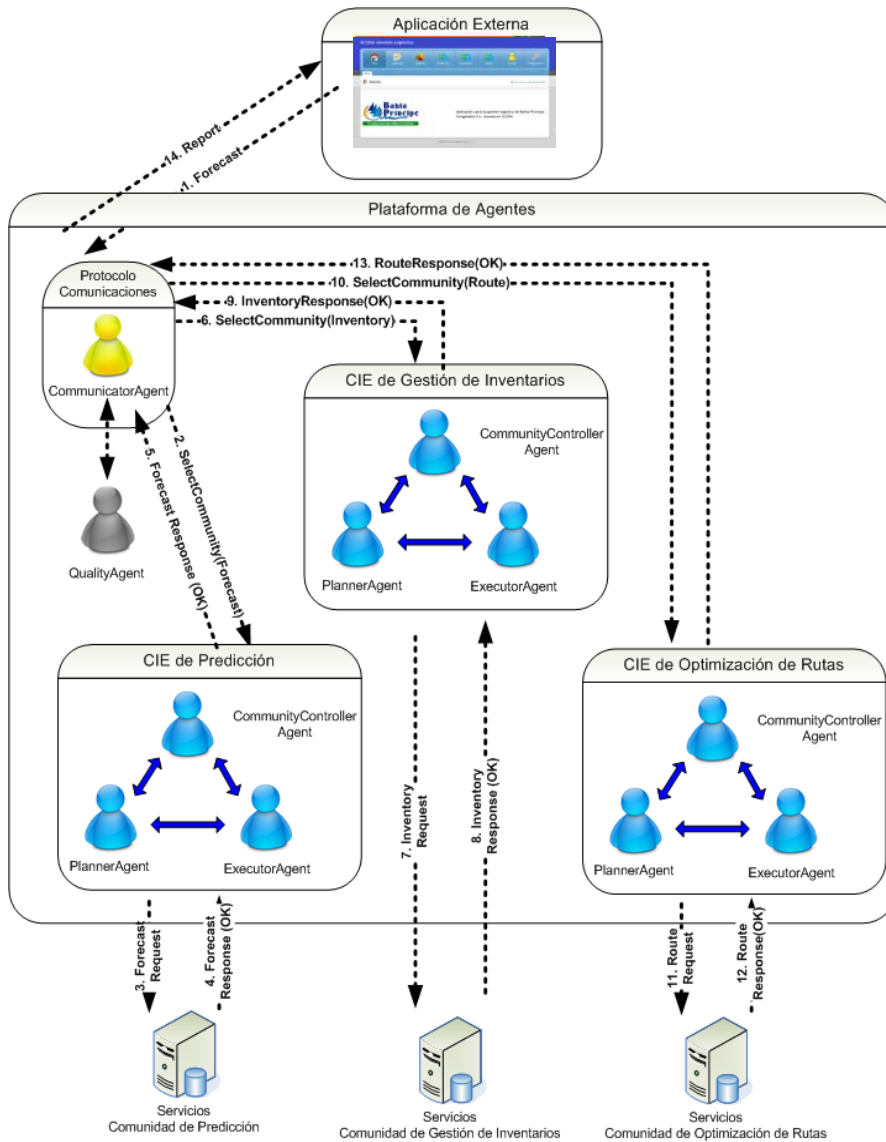 Aplicación Externa
Bahia
Principe
14. Report
1. Forecast
Plataforma de Agentes
Protocolo
Comunicaciones
CommunicatorAgent
QualityAgent
13. RouteResponse(OK)
10. SelectCommunity(Route)
9. InventoryResponse(OK)
6. SelectCommunity(Inventory)
2. SelectCommunity(Forecast)
5. Forecast Response (OK)
CIE de Gestión de Inventarios
CommunityController
Agent
PlannerAgent
ExecutorAgent
CIE de Predicción
CommunityController
Agent
PlannerAgent
ExecutorAgent
CIE de Optimización de Rutas
CommunityController
Agent
PlannerAgent
ExecutorAgent
3. Forecast
Request
4. Forecast
Response (OK)
7. Inventory
Request
8. Inventory
Response (OK)
11. Route
Request
12. Route
Response(OK)
Servicios
Comunidad de Predicción
Servicios
Comunidad de Gestión de Inventarios
Servicios
Comunidad de Optimización de Rutas